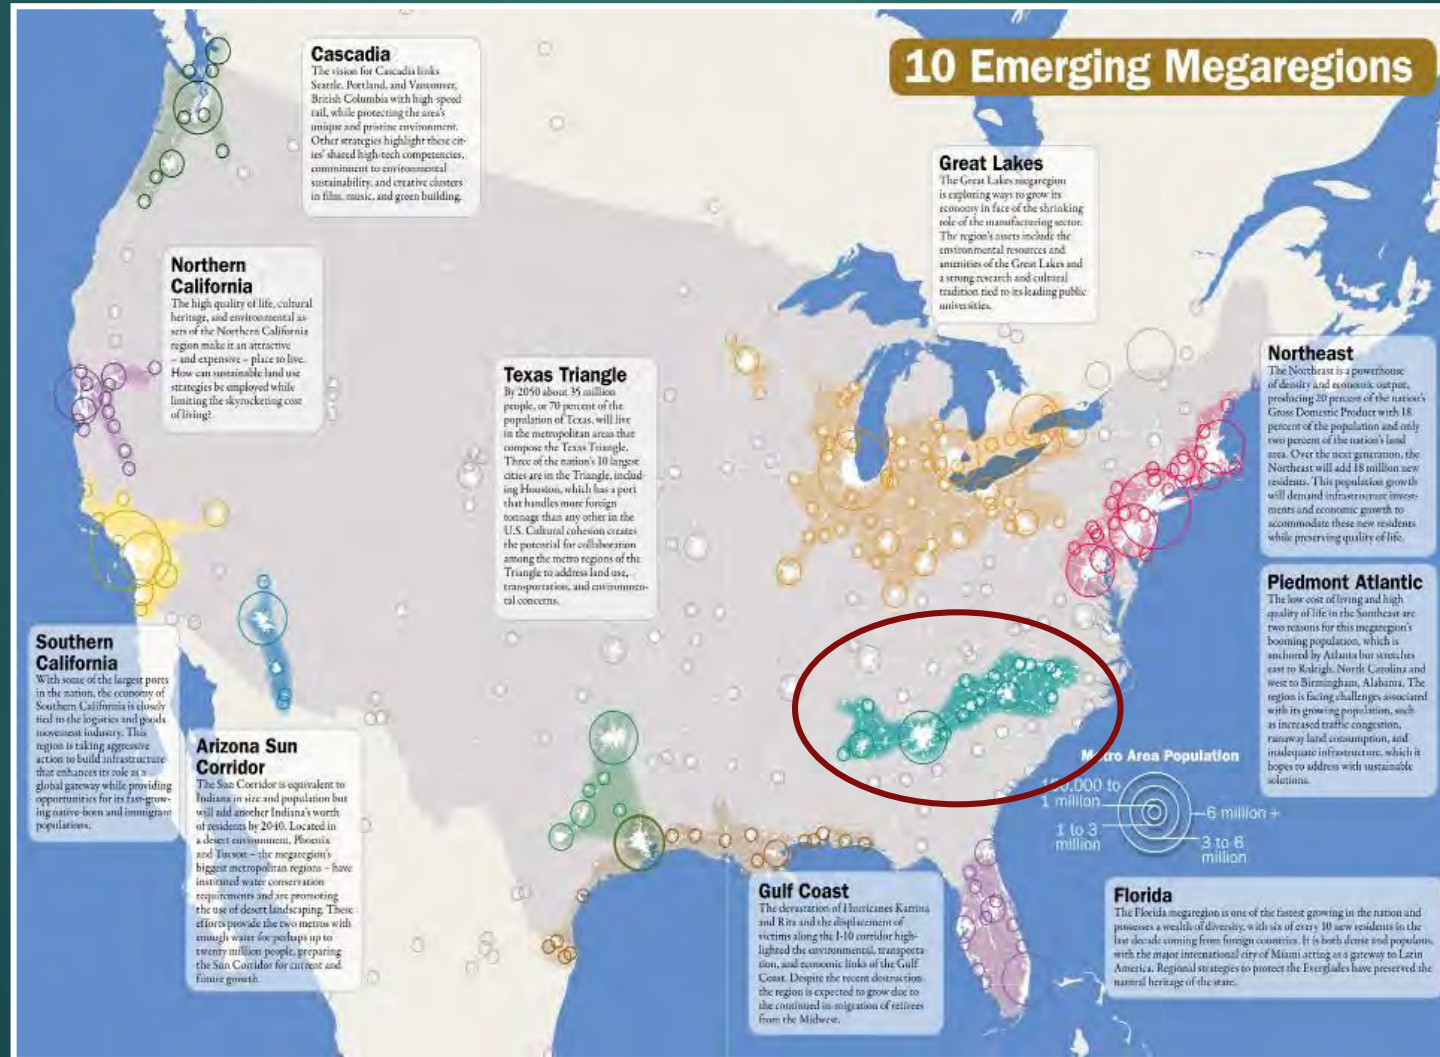 10 Emerging Megaregions
Cascadia
The vision for Cascadia links
Seattle, Portland, and Vancouver,
British Columbia with high-speed
rail, while protecting the area's
unique and pristine environment.
Other strategies highlight these cit-
ies' shared high-tech competencies,
commitment to environmental
sustainability, and creative clusters
in film, music, and green building.
Great Lakes
The Great Lakes megaregion
is exploring ways to grow its
economy in face of the shrinking
role of the manufacturing sector.
The region's assets include the
environmental resources and
amenities of the Great Lakes and
a strong research and cultural
tradition tied to its leading public
universities.
Northern
California
The high quality of life, cultural
heritage, and environmental as-
sets of the Northern California
region make it an attractive
– and expensive – place to live.
How can sustainable land use
strategies be employed while
limiting the skyrocketing cost
of living?
Texas Triangle
By 2050 about 35 million
people, or 70 percent of the
population of Texas, will live
in the metropolitan areas that
compose the Texas Triangle.
Three of the nation's 10 largest
cities are in the Triangle, includ-
ing Houston, which has a port
that handles more foreign
tonnage than any other in the
U.S. Cultural cohesion creates
the potential for collaboration
among the metro regions of the
Triangle to address land use,
transportation, and environmen-
tal concerns.
Northeast
The Northeast is a powerhouse
of density and economic output,
producing 20 percent of the nation's
Gross Domestic Product with 18
percent of the population and only
two percent of the nation's land
area. Over the next generation, the
Northeast will add 18 million new
residents. This population growth
will demand infrastructure invest-
ments and economic growth to
accommodate these new residents
while preserving quality of life.
Piedmont Atlantic
The low cost of living and high
quality of life in the Southeast are
two reasons for this megaregion's
booming population, which is
anchored by Atlanta but stretches
east to Raleigh, North Carolina and
west to Birmingham, Alabama. The
region is facing challenges associated
with its growing population, such
as increased traffic congestion,
runaway land consumption, and
inadequate infrastructure, which it
hopes to address with sustainable
solutions.
Southern
California
With some of the largest ports
in the nation, the economy of
Southern California is closely
tied to the logistics and goods
movement industry. This
region is taking aggressive
action to build infrastructure
that enhances its role as a
global gateway while providing
opportunities for its fast-grow-
ing native-born and immigrant
populations.
Arizona Sun
Corridor
The Sun Corridor is equivalent to
Indiana in size and population but
will add another Indiana's worth
of residents by 2040. Located in
a desert environment, Phoenix
and Tucson – the megaregion's
biggest metropolitan regions – have
instituted water conservation
requirements and are promoting
the use of desert landscaping. These
efforts provide the two metros with
enough water for perhaps up to
twenty million people, preparing
the Sun Corridor for current and
future growth.
Metro Area Population
150,000 to
1 million
1 to 3
million
6 million +
3 to 6
million
Gulf Coast
The devastation of Hurricanes Katrina
and Rita and the displacement of
victims along the I-10 corridor high-
lighted the environmental, transporta-
tion, and economic links of the Gulf
Coast. Despite the recent destruction
the region is expected to grow due to
the continued in-migration of retirees
from the Midwest.
Florida
The Florida megaregion is one of the fastest growing in the nation and
possesses a wealth of diversity, with six of every 10 new residents in the
last decade coming from foreign countries. It is both dense and populous,
with the major international city of Miami acting as a gateway to Latin
America. Regional strategies to protect the Everglades have preserved the
natural heritage of the state.